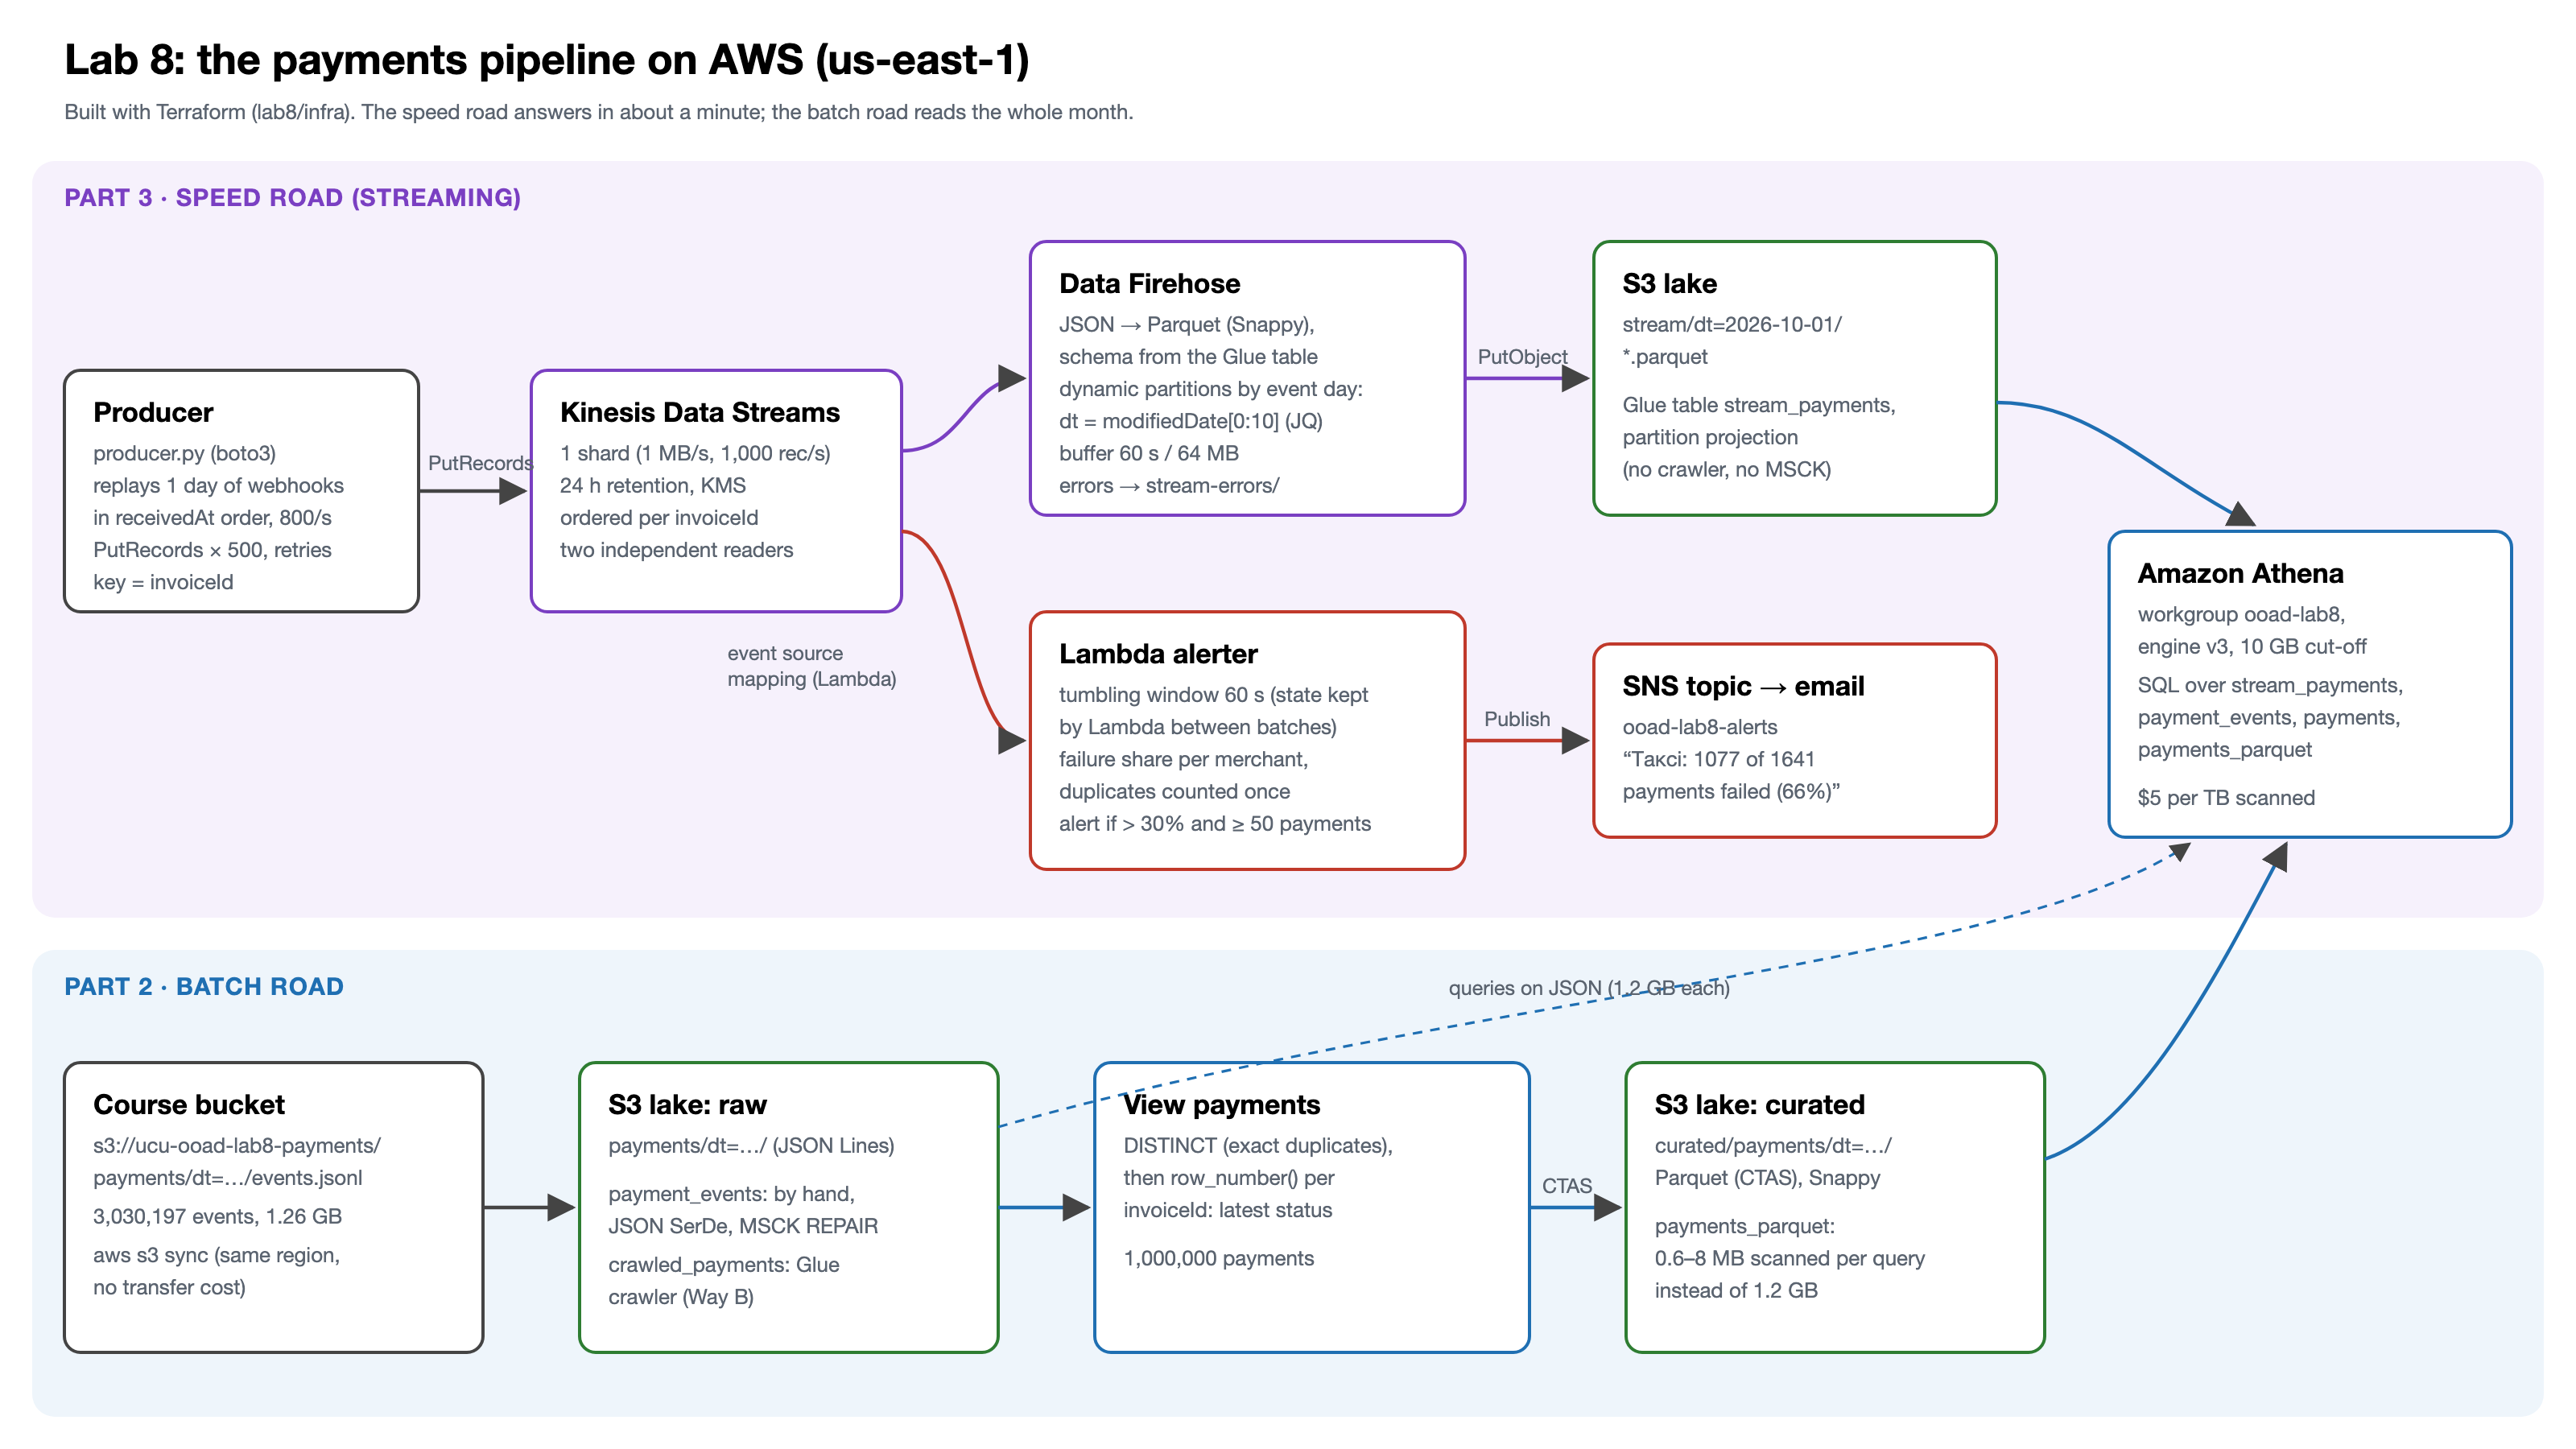 Lab 8: the payments pipeline on AWS (us-east-1)
Built with Terraform (lab8/infra). The speed road answers in about a minute; the batch road reads the whole month.
PART 3 · SPEED ROAD (STREAMING)
Producer
producer.py (boto3)
replays 1 day of webhooks
in receivedAt order, 800/s
PutRecords × 500, retries
key = invoiceId
PutRecords
Kinesis Data Streams
1 shard (1 MB/s, 1,000 rec/s)
24 h retention, KMS
ordered per invoiceId
two independent readers
event source
mapping (Lambda)
Data Firehose
JSON → Parquet (Snappy),
schema from the Glue table
dynamic partitions by event day:
dt = modifiedDate[0:10] (JQ)
buffer 60 s / 64 MB
errors → stream-errors/
PutObject
S3 lake
stream/dt=2026-10-01/
*.parquet
Glue table stream_payments,
partition projection
(no crawler, no MSCK)
Lambda alerter
tumbling window 60 s (state kept
by Lambda between batches)
failure share per merchant,
duplicates counted once
alert if > 30% and ≥ 50 payments
Publish
SNS topic → email
ooad-lab8-alerts
“Таксі: 1077 of 1641
payments failed (66%)”
Amazon Athena
workgroup ooad-lab8,
engine v3, 10 GB cut-off
SQL over stream_payments,
payment_events, payments,
payments_parquet
$5 per TB scanned
PART 2 · BATCH ROAD
queries on JSON (1.2 GB each)
Course bucket
s3://ucu-ooad-lab8-payments/
payments/dt=…/events.jsonl
3,030,197 events, 1.26 GB
aws s3 sync (same region,
no transfer cost)
S3 lake: raw
payments/dt=…/ (JSON Lines)
payment_events: by hand,
JSON SerDe, MSCK REPAIR
crawled_payments: Glue
crawler (Way B)
View payments
DISTINCT (exact duplicates),
then row_number() per
invoiceId: latest status
1,000,000 payments
CTAS
S3 lake: curated
curated/payments/dt=…/
Parquet (CTAS), Snappy
payments_parquet:
0.6–8 MB scanned per query
instead of 1.2 GB